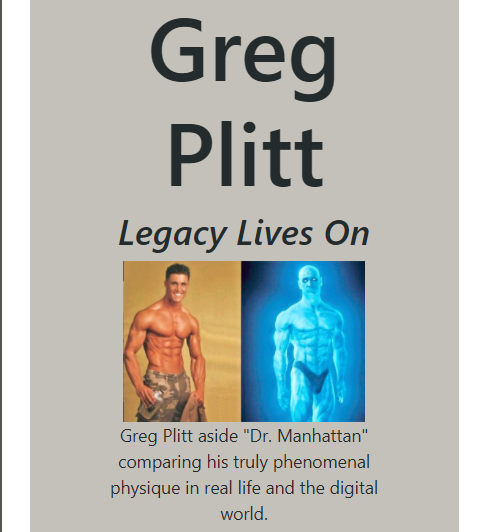 Greg
Plitt
Legacy Lives On
Greg Plitt aside "Dr. Manhattan"
comparing his truly phenomenal
physique in real life and the digital
world.